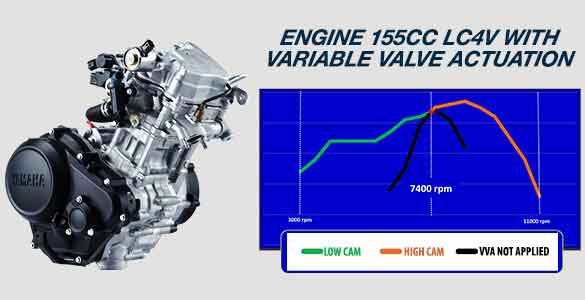 ENGINE 155CC LC4V WITH
VARIABLE VALVE ACTUATION
YAMAHA
7400 rpm
3000 rpm
11000 rpm
LOW CAM
HIGH CAM
VVA NOT APPLIED